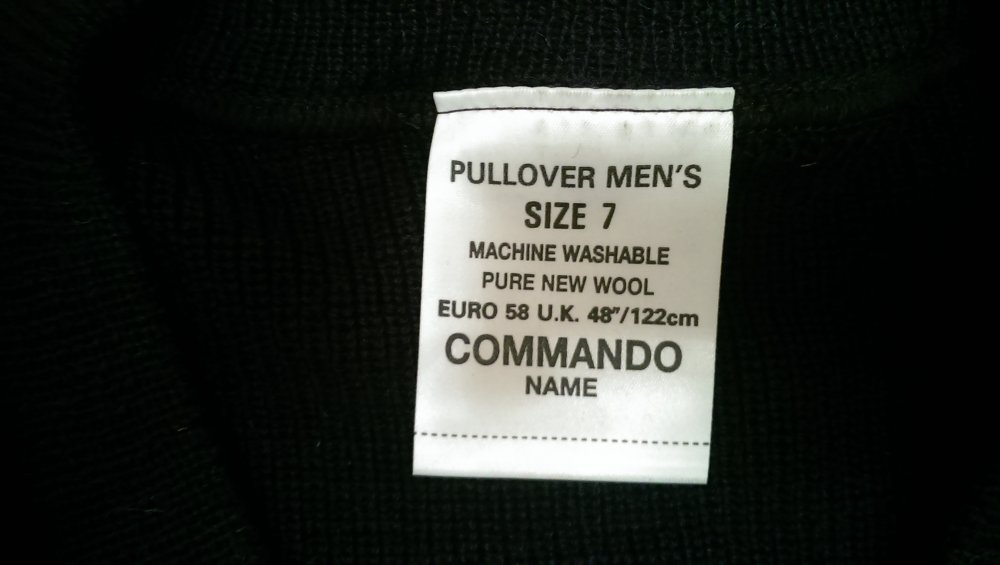 PULLOVER MEN'S
SIZE 7
MACHINE WASHABLE
PURE NEW WOOL
EURO 58 U.K. 48"/122cm
COMMANDO
NAME